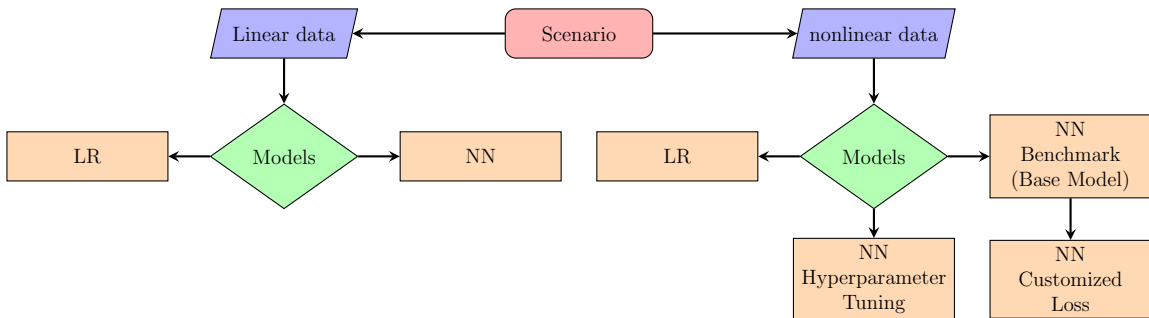 Linear data
Scenario
nonlinear data
LR
Models
NN
LR
Models
NN
Benchmark
(Base Model)
NN
Hyperparameter
Tuning
NN
Customized
Loss